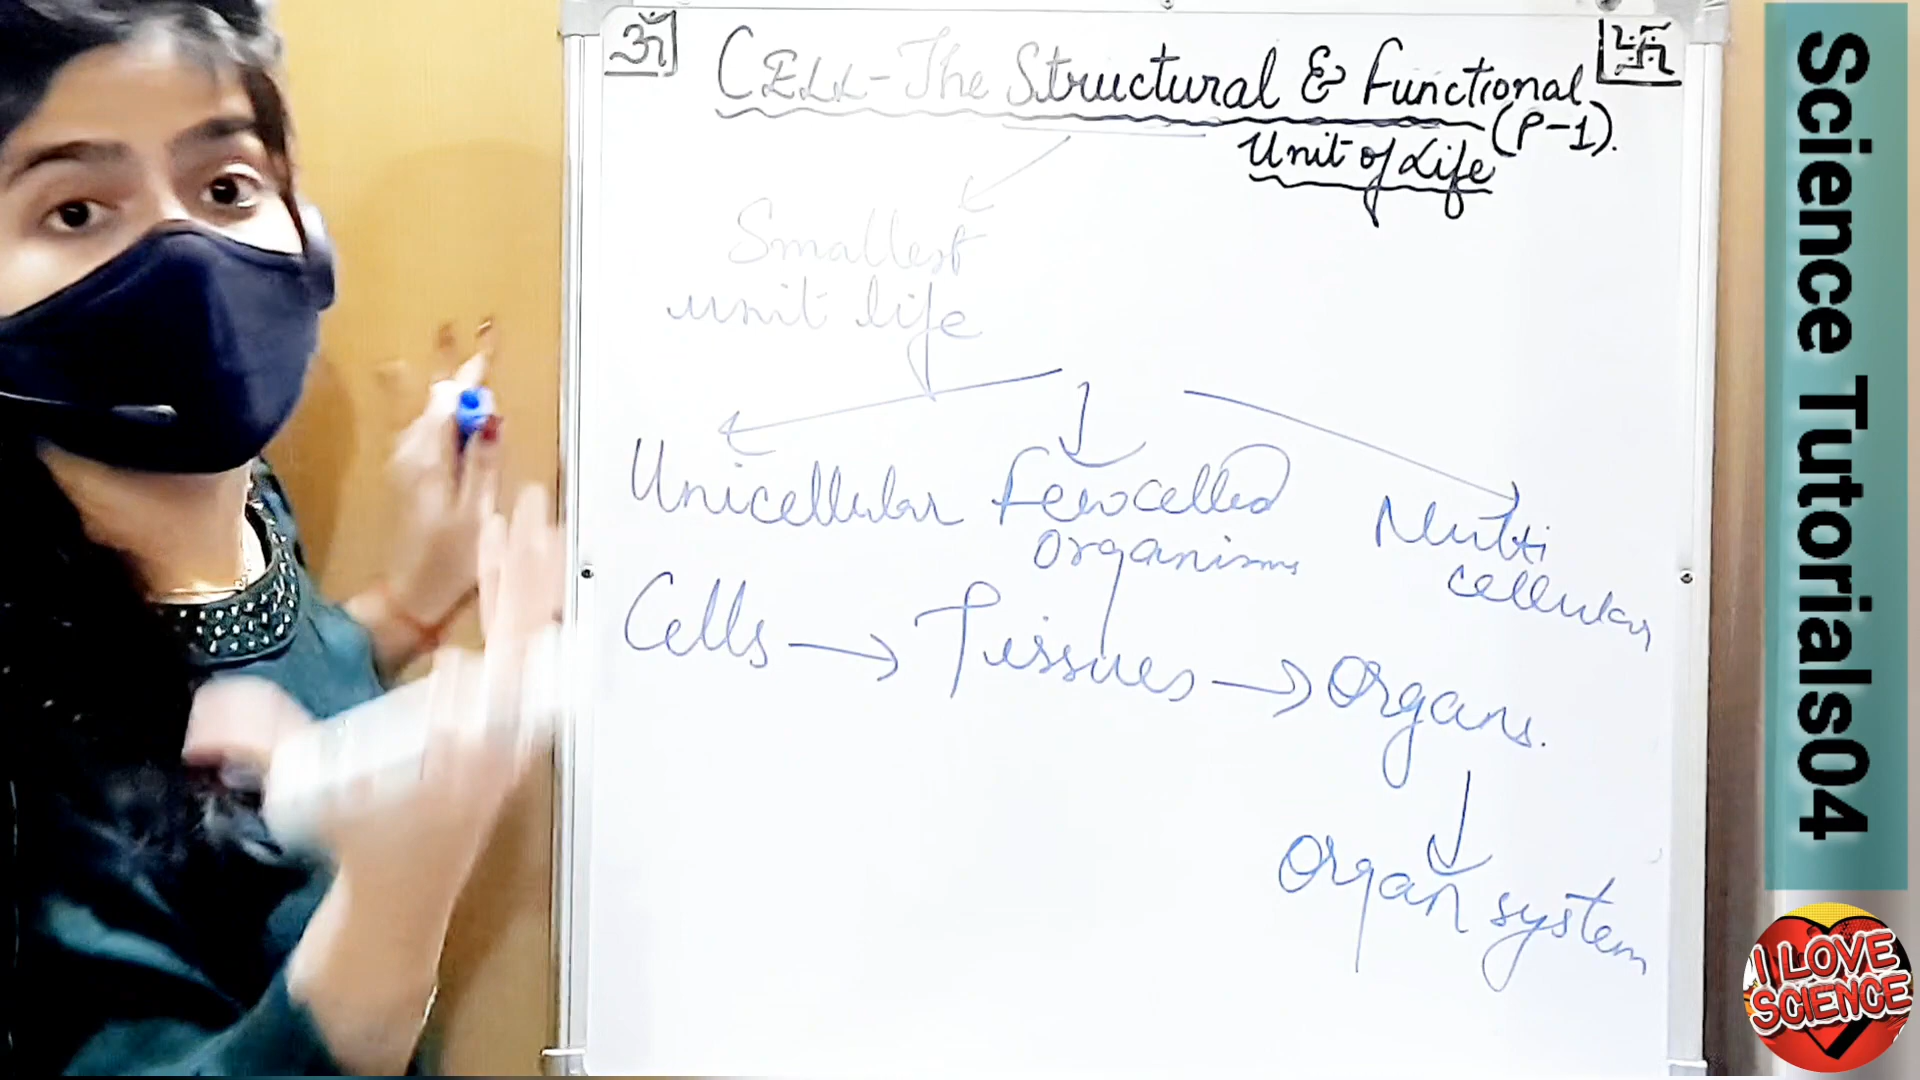 ॐ
CELL-The Structural & Functional
Unit of Life (P-1).
Smallest
unit life
Unicellular
Fewcelled
organisms
Multi
cellular
Cells → Tissues → Organs.
Organ system
Science Tutorials04
I LOVE
SCIENCE